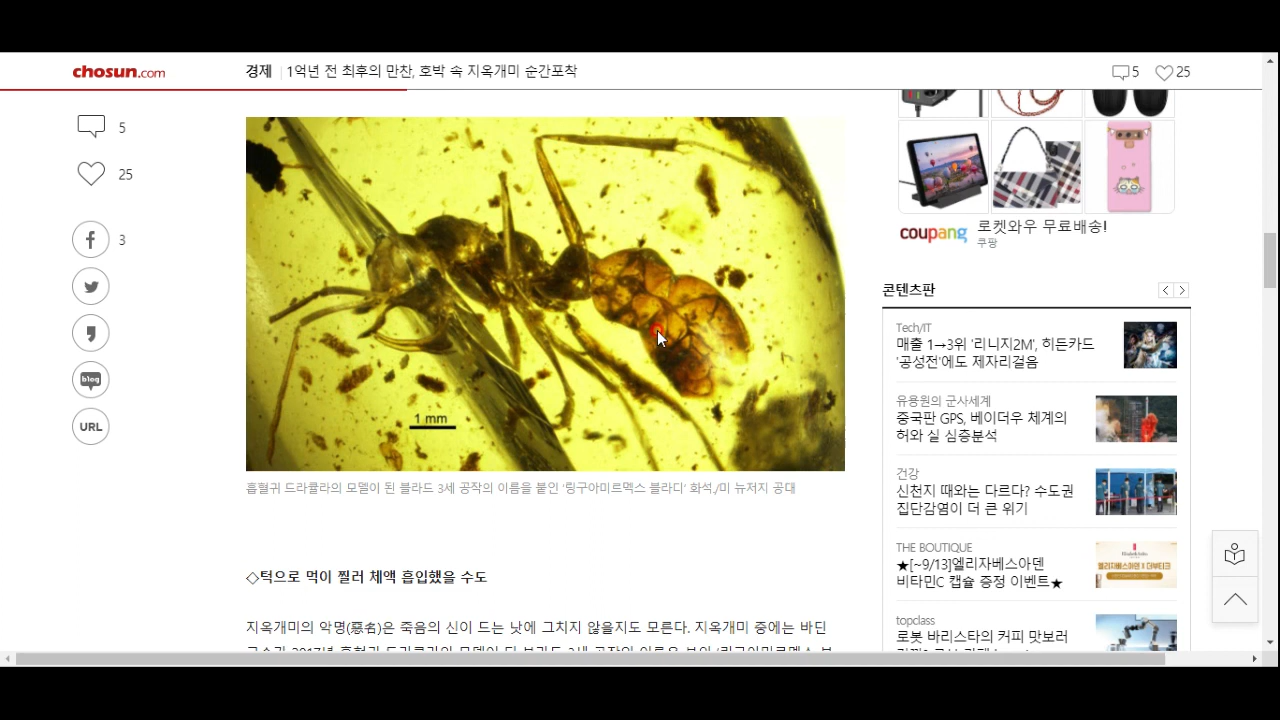 chosun.com
경제
1억년 전 최후의 만찬, 호박 속 지옥개미 순간포착
5
25
5
25
3
blog
URL
1 mm
흡혈귀 드라큘라의 모델이 된 블라드 3세 공작의 이름을 붙인 '링구아미르멕스 블라디' 화석./미 뉴저지 공대
◇턱으로 먹이 찔러 체액 흡입했을 수도
지옥개미의 악명(惡名)은 죽음의 신이 드는 낫에 그치지 않을지도 모른다. 지옥개미 중에는 바딘
coupang
로켓와우 무료배송!
쿠팡
콘텐츠판
Tech/IT
매출 1→3위 '리니지2M', 히든카드
'공성전'에도 제자리걸음
유용원의 군사세계
중국판 GPS, 베이더우 체계의
허와 실 심층분석
건강
신천지 때와는 다르다? 수도권
집단감염이 더 큰 위기
THE BOUTIQUE
★[~9/13]엘리자베스아덴
비타민C 캡슐 증정 이벤트★
topclass
로봇 바리스타의 커피 맛보러